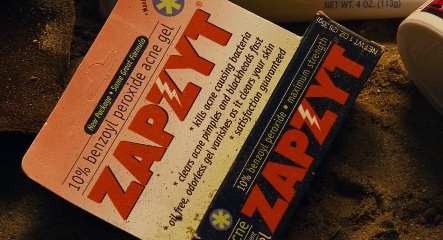 New Package • Same Great Formula
10% benzoyl peroxide acne gel
ZAPZYT®
* kills acne causing bacteria
* clears acne pimples and blackheads fast
* oil free, odorless gel vanishes as it clears your skin
* satisfaction guaranteed
10% benzoyl peroxide • maximum strength
ZAPZYT
acne
gel
NET WT. 1 OZ. (28.35g)
NET WT. 4 OZ. (113g)